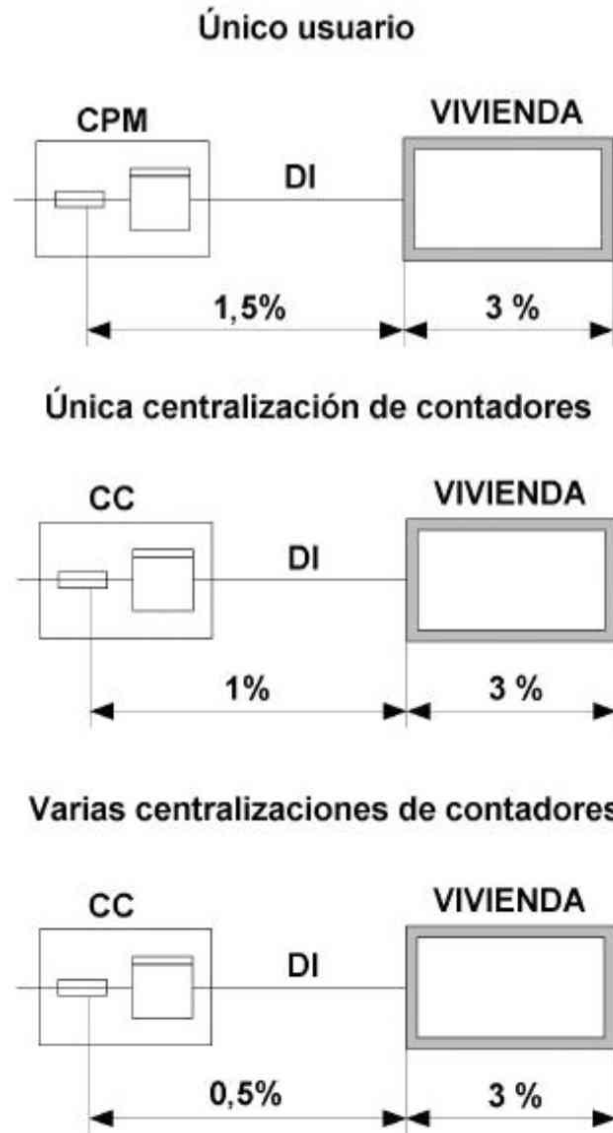 Único usuario
CPM
VIVIENDA
DI
1,5%
3 %
Única centralización de contadores
CC
VIVIENDA
DI
1%
3 %
Varias centralizaciones de contadores
CC
VIVIENDA
DI
0,5%
3 %